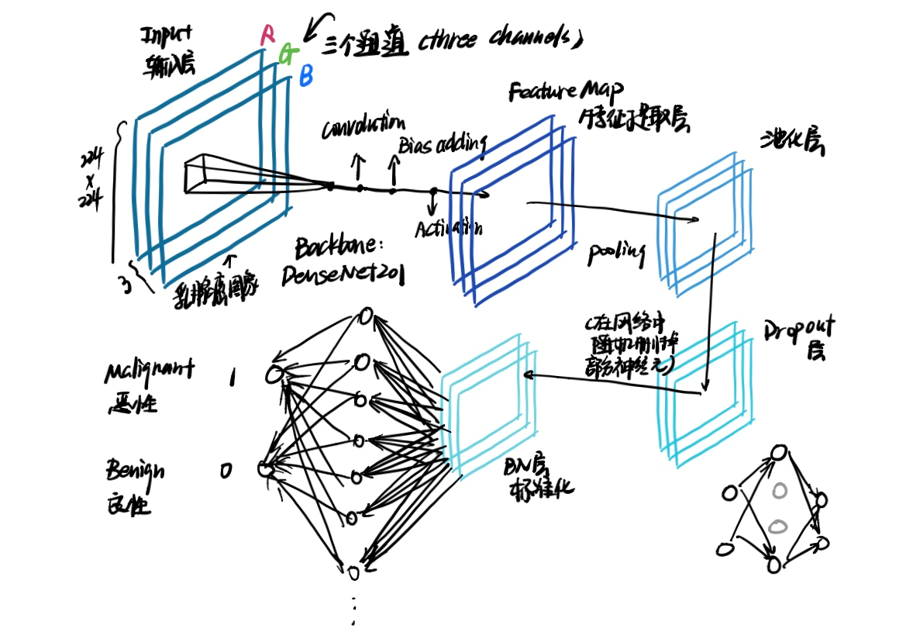 Input
输入层
R
G
B
三个通道 (three channels)
224
×
224
3
乳腺癌图像
Convolution
Bias adding
Activation
Backbone:
DenseNet201
Feature Map
特征提取层
池化层
pooling
Dropout
层
(在网络中
随机删掉
部分神经元)
BN层
标准化
Malignant 1
恶性
Benign 0
良性